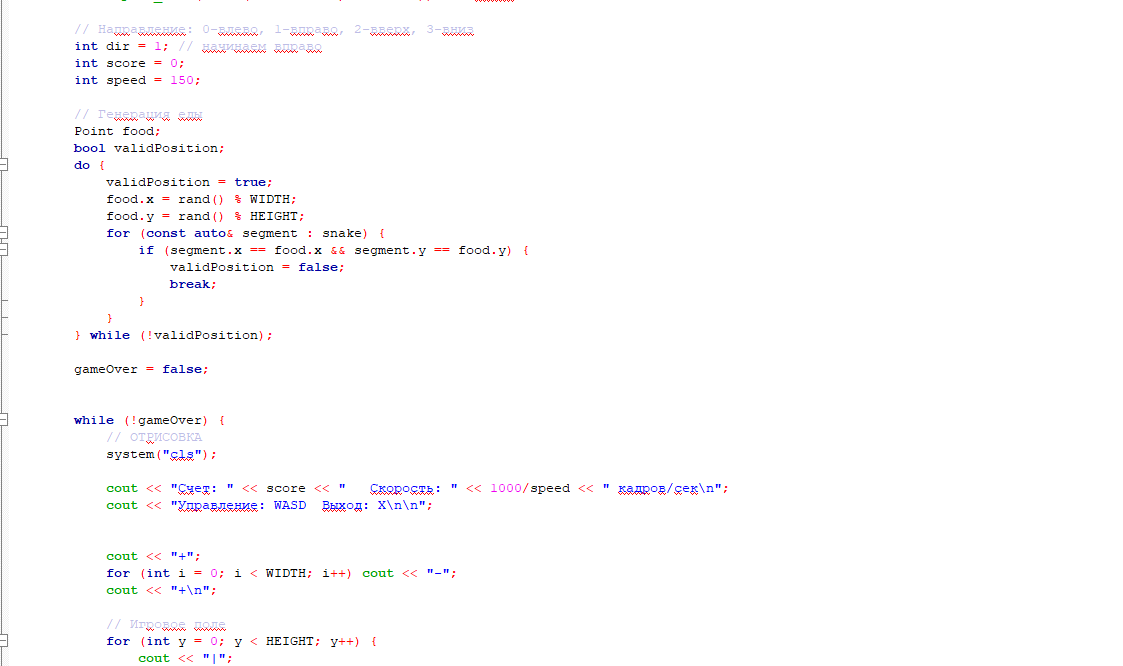 // Направление: 0-влево, 1-вправо, 2-вверх, 3-вниз
int dir = 1; // начинаем вправо
int score = 0;
int speed = 150;
// Генерация еды
Point food;
bool validPosition;
do {
validPosition = true;
food.x = rand() % WIDTH;
food.y = rand() % HEIGHT;
for (const auto& segment : snake) {
if (segment.x == food.x && segment.y == food.y) {
validPosition = false;
break;
}
}
} while (!validPosition);
gameOver = false;
while (!gameOver) {
// ОТРИСОВКА
system("cls");
cout << "Счет: " << score << "   Скорость: " << 1000/speed << " кадров/сек\n";
cout << "Управление: WASD  Выход: X\n\n";
cout << "+";
for (int i = 0; i < WIDTH; i++) cout << "-";
cout << "+\n";
// Игровое поле
for (int y = 0; y < HEIGHT; y++) {
cout << "|";